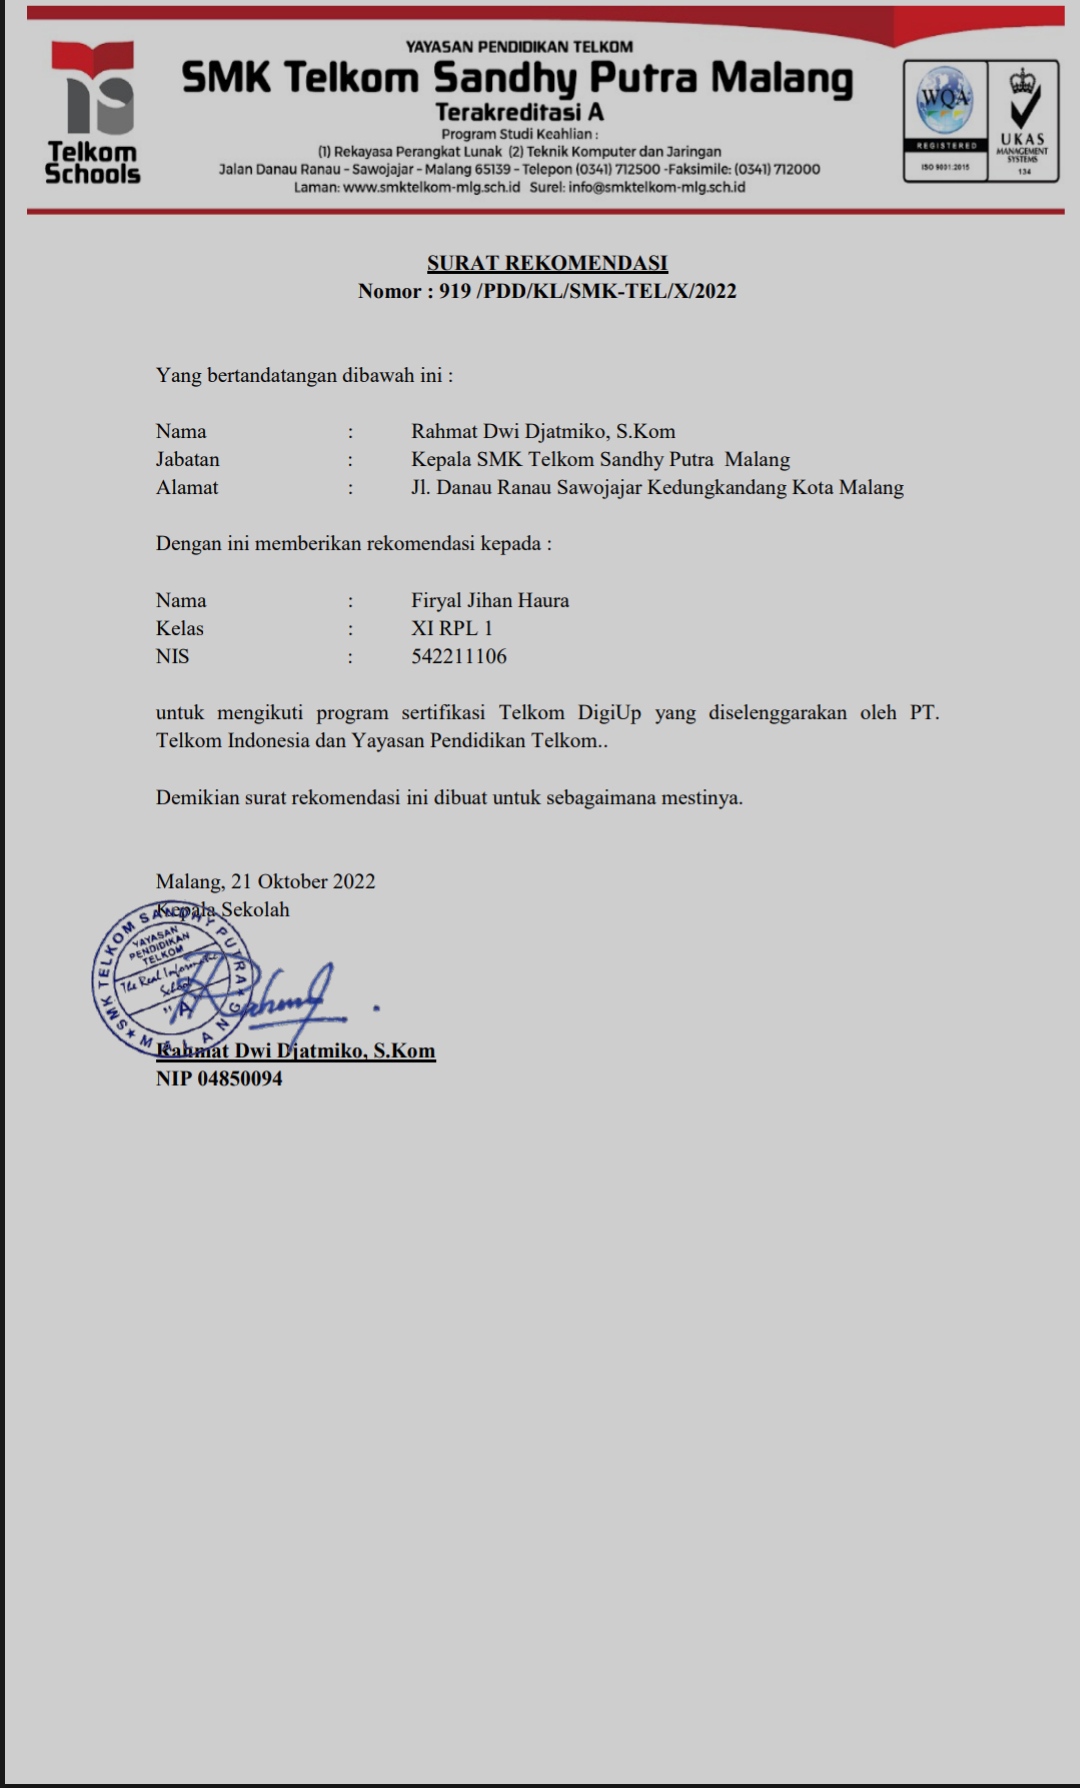 YAYASAN PENDIDIKAN TELKOM
SMK Telkom Sandhy Putra Malang
Terakreditasi A
Program Studi Keahlian :
(1) Rekayasa Perangkat Lunak (2) Teknik Komputer dan Jaringan
Jalan Danau Ranau - Sawojajar - Malang 65139 - Telepon (0341) 712500 -Faksimile: (0341) 712000
Laman: www.smktelkom-mlg.sch.id Surel: info@smktelkom-mlg.sch.id
Telkom
Schools
WQA
REGISTERED
ISO 9001:2015
UKAS
MANAGEMENT
SYSTEMS
134
SURAT REKOMENDASI
Nomor : 919 /PDD/KL/SMK-TEL/X/2022
Yang bertandatangan dibawah ini :
Nama : Rahmat Dwi Djatmiko, S.Kom
Jabatan : Kepala SMK Telkom Sandhy Putra Malang
Alamat : Jl. Danau Ranau Sawojajar Kedungkandang Kota Malang
Dengan ini memberikan rekomendasi kepada :
Nama : Firyal Jihan Haura
Kelas : XI RPL 1
NIS : 542211106
untuk mengikuti program sertifikasi Telkom DigiUp yang diselenggarakan oleh PT.
Telkom Indonesia dan Yayasan Pendidikan Telkom..
Demikian surat rekomendasi ini dibuat untuk sebagaimana mestinya.
Malang, 21 Oktober 2022
Kepala Sekolah
SMK TELKOM SANDHY PUTRA
MALANG
YAYASAN
PENDIDIKAN
TELKOM
The Real Informatics
School
"A
Rahmat Dwi Djatmiko, S.Kom
NIP 04850094